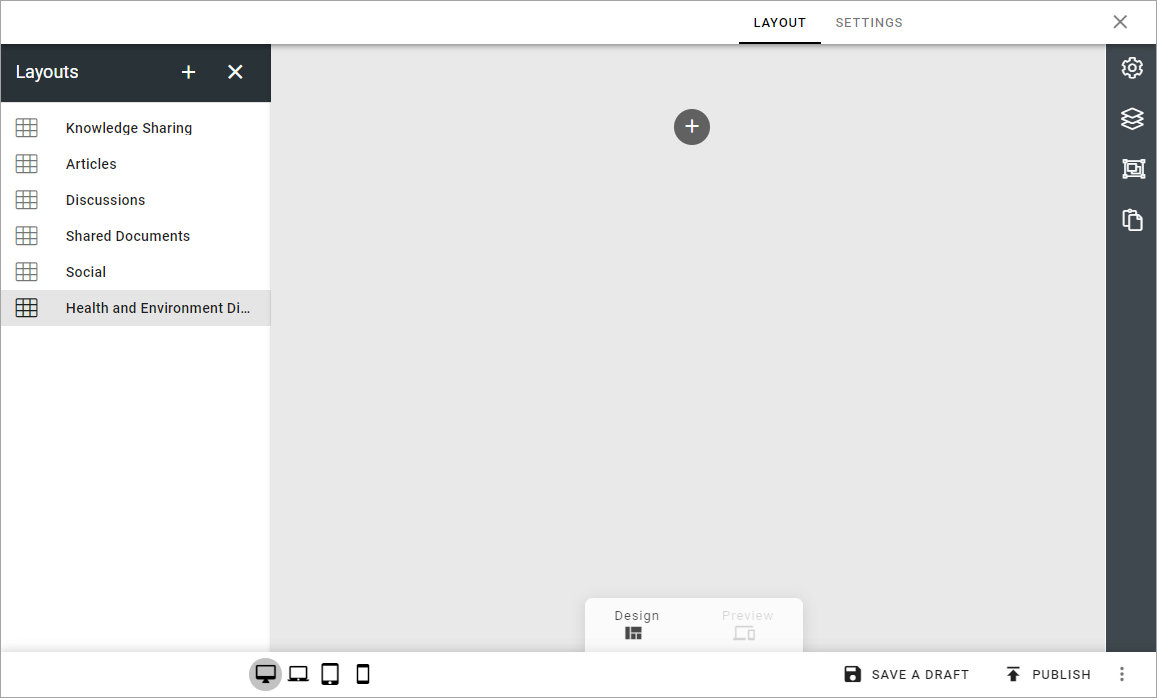 LAYOUT SETTINGS
Layouts
Knowledge Sharing
Articles
Discussions
Shared Documents
Social
Health and Environment Di...
Design Preview
SAVE A DRAFT PUBLISH